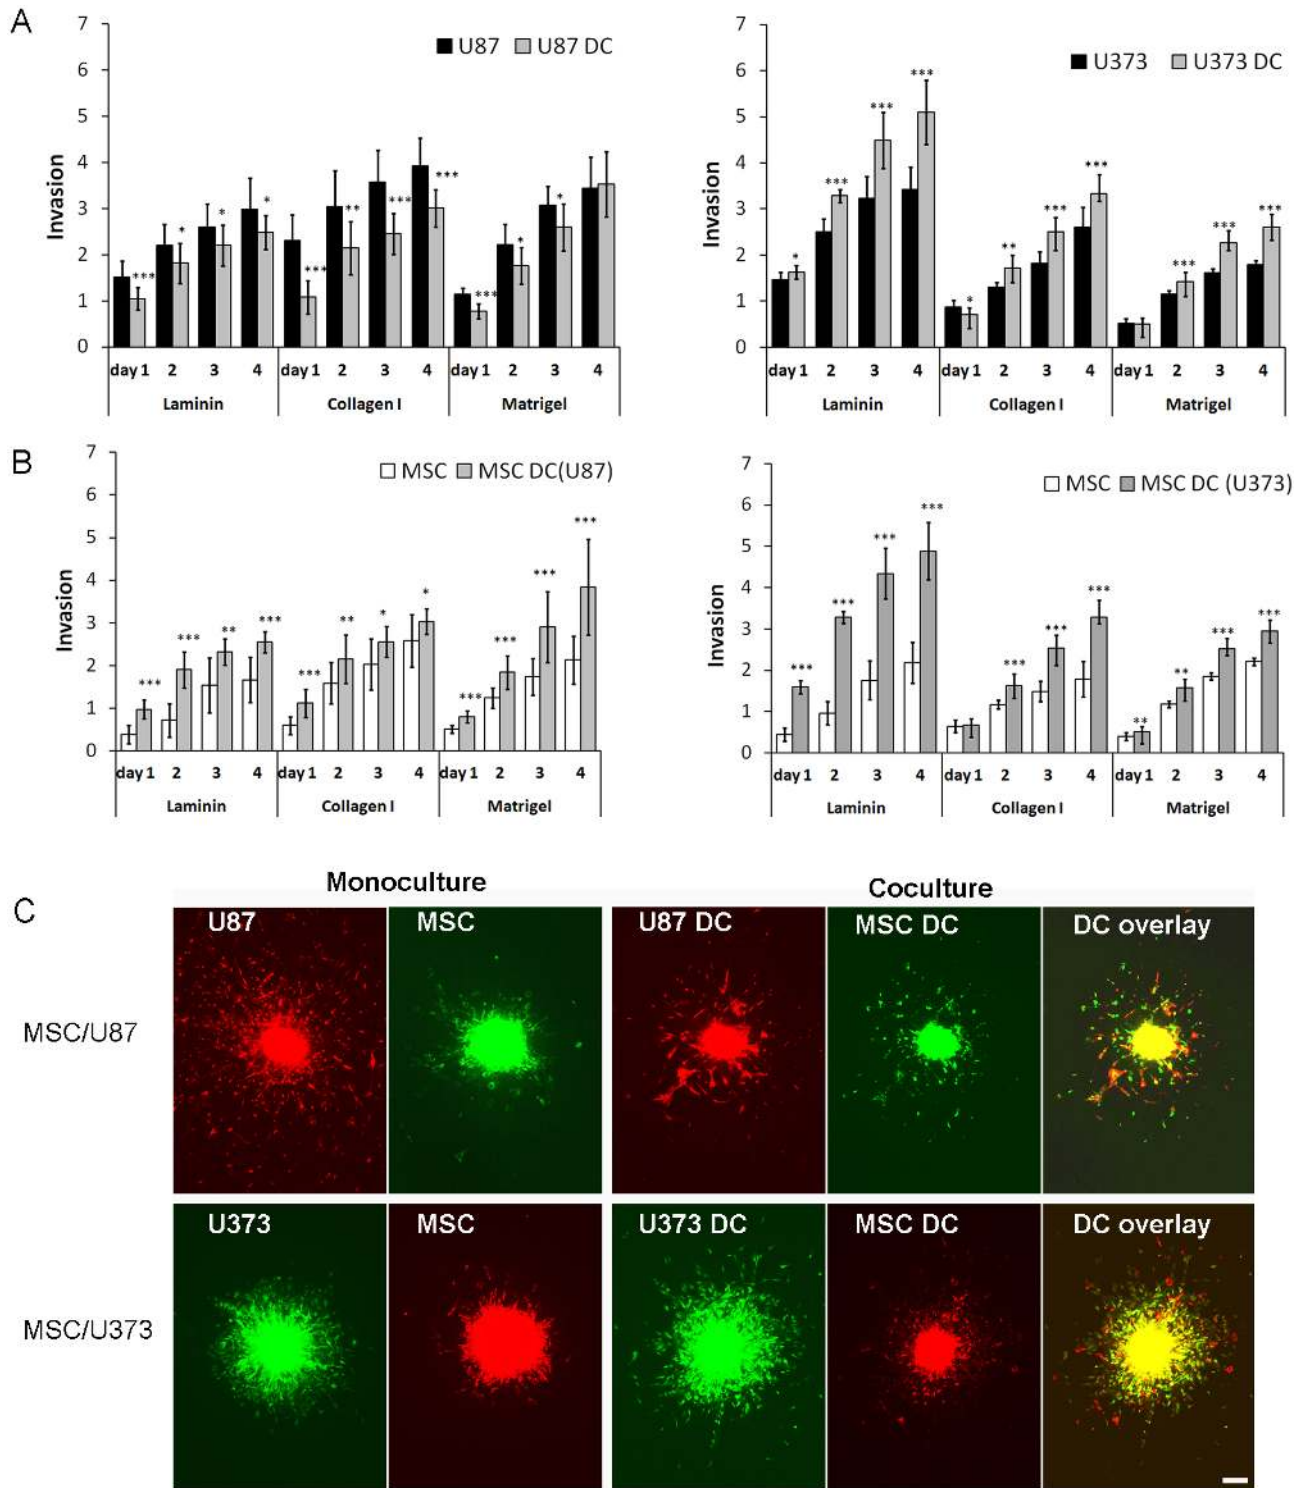 A
7
6
5
4
3
2
1
0
Invasion
U87 U87 DC
*** * * * *** ** *** *** *** * *
day 1 2 3 4 day 1 2 3 4 day 1 2 3 4
Laminin Collagen I Matrigel
7
6
5
4
3
2
1
0
Invasion
U373 U373 DC
* *** *** *** * ** *** *** *** *** ***
day 1 2 3 4 day 1 2 3 4 day 1 2 3 4
Laminin Collagen I Matrigel
B
7
6
5
4
3
2
1
0
Invasion
MSC MSC DC(U87)
*** *** ** *** *** ** * * *** *** *** ***
day 1 2 3 4 day 1 2 3 4 day 1 2 3 4
Laminin Collagen I Matrigel
7
6
5
4
3
2
1
0
Invasion
MSC MSC DC (U373)
*** *** *** *** *** *** *** ** ** *** ***
day 1 2 3 4 day 1 2 3 4 day 1 2 3 4
Laminin Collagen I Matrigel
C
Monoculture Coculture
MSC/U87
U87 MSC U87 DC MSC DC DC overlay
MSC/U373
U373 MSC U373 DC MSC DC DC overlay